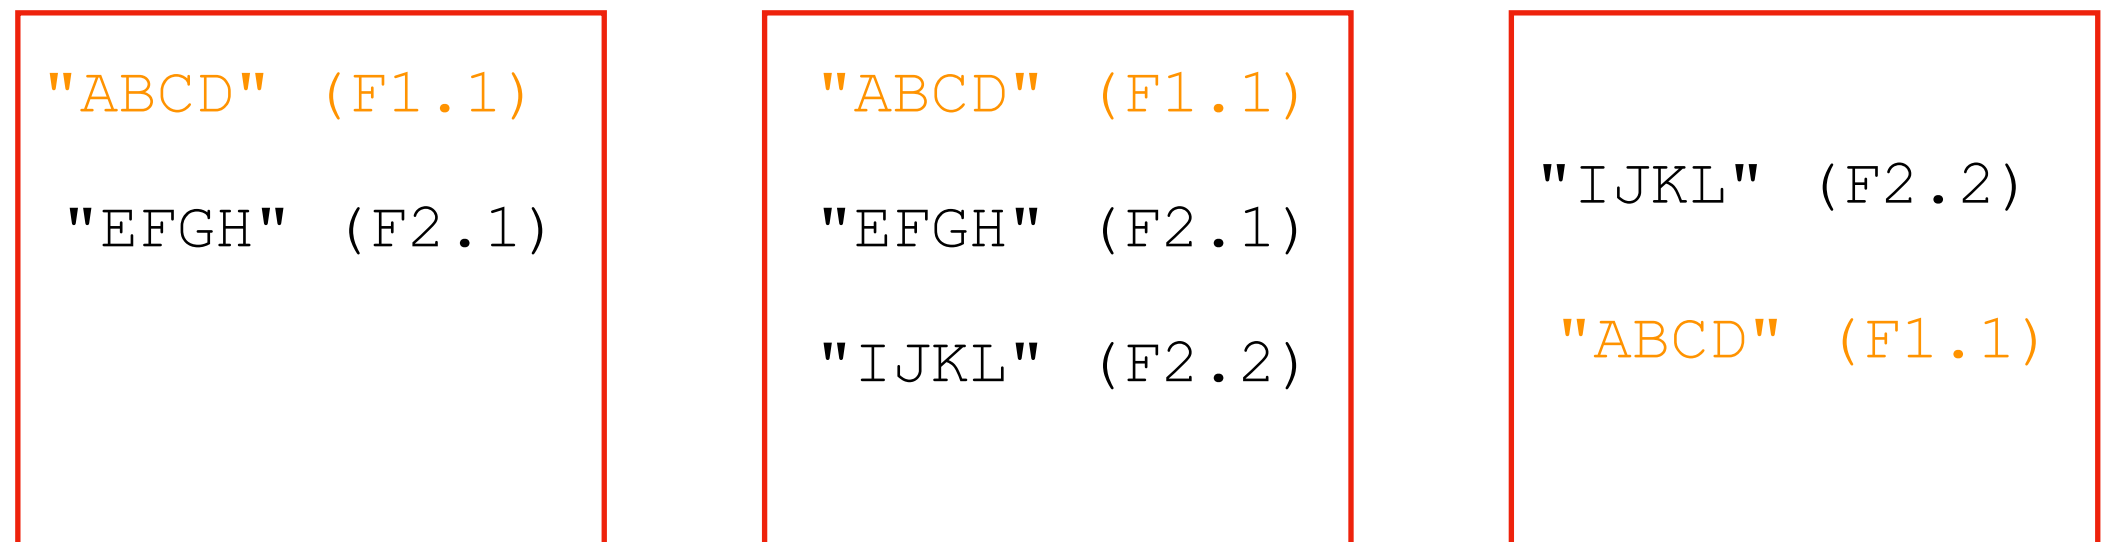 "ABCD" (F1.1)
"EFGH" (F2.1)
"ABCD" (F1.1)
"EFGH" (F2.1)
"IJKL" (F2.2)
"IJKL" (F2.2)
"ABCD" (F1.1)